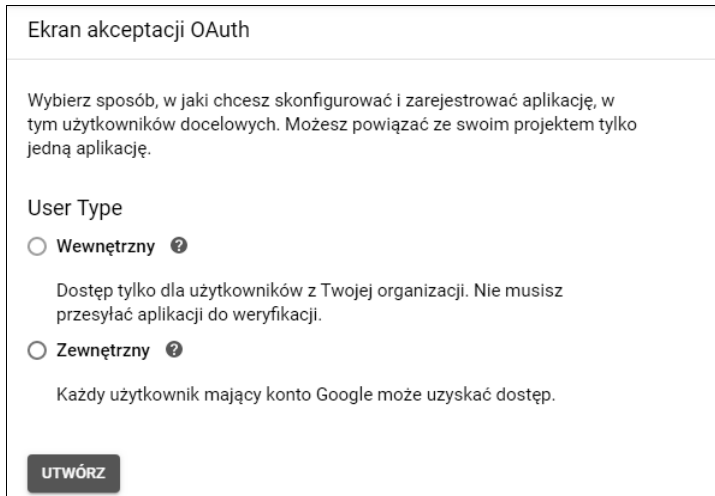 Ekran akceptacji OAuth
Wybierz sposób, w jaki chcesz skonfigurować i zarejestrować aplikację, w
tym użytkowników docelowych. Możesz powiązać ze swoim projektem tylko
jedną aplikację.
User Type
Wewnętrzny ?
Dostęp tylko dla użytkowników z Twojej organizacji. Nie musisz
przesyłać aplikacji do weryfikacji.
Zewnętrzny ?
Każdy użytkownik mający konto Google może uzyskać dostęp.
UTWÓRZ